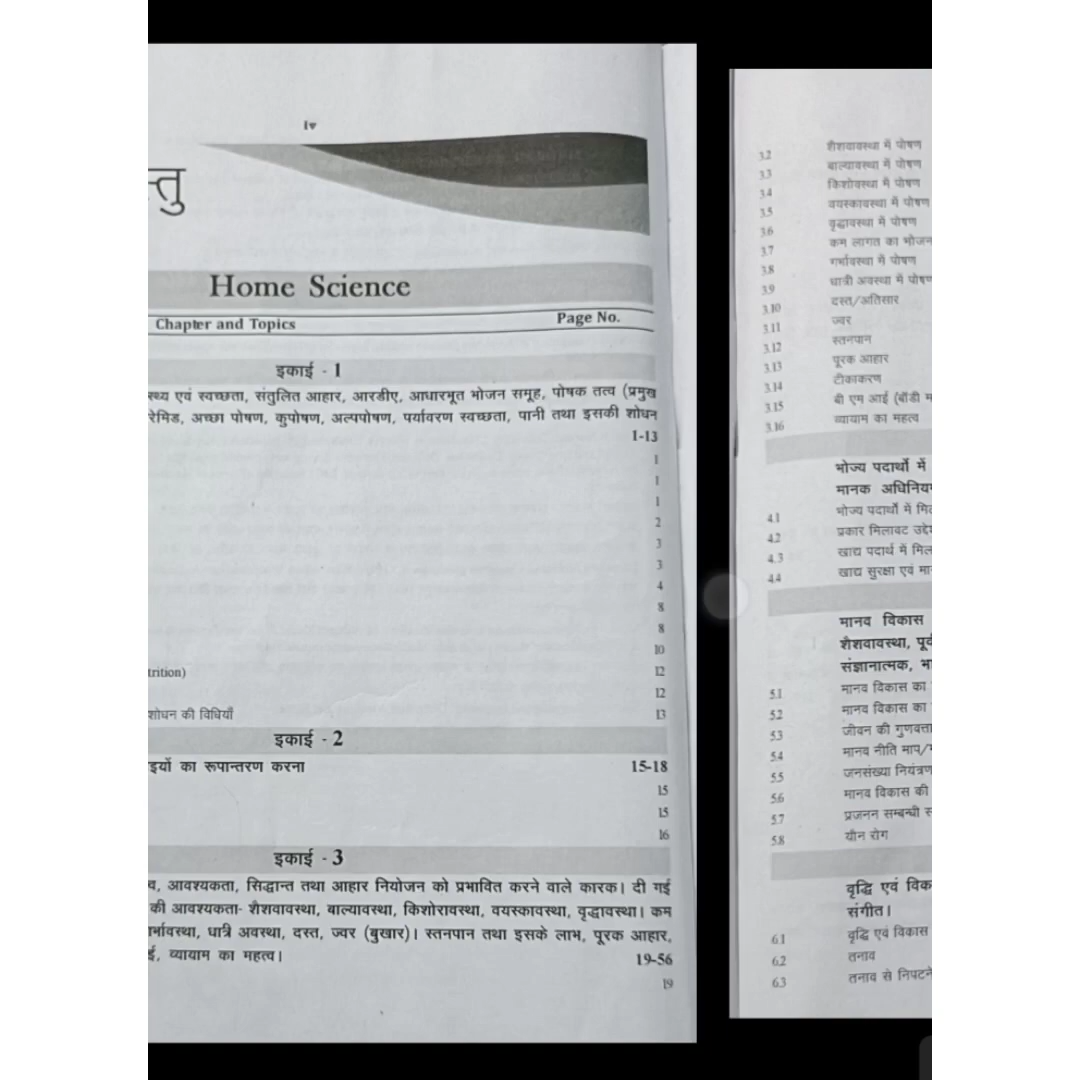 iv
स्तु
Home Science
Chapter and Topics Page No.
इकाई - 1
स्थ्य एवं स्वच्छता, संतुलित आहार, आरडीए, आधारभूत भोजन समूह, पोषक तत्व (प्रमुख
रेमिड, अच्छा पोषण, कुपोषण, अल्पपोषण, पर्यावरण स्वच्छता, पानी तथा इसकी शोधन
1-13
1
1
1
2
3
3
4
8
8
10
trition) 12
12
शोधन की विधियाँ 13
इकाई - 2
इयों का रूपान्तरण करना 15-18
15
15
16
इकाई - 3
व, आवश्यकता, सिद्धान्त तथा आहार नियोजन को प्रभावित करने वाले कारक। दी गई
की आवश्यकता- शैशवावस्था, बाल्यावस्था, किशोरावस्था, वयस्कावस्था, वृद्धावस्था। कम
र्भावस्था, धात्रि अवस्था, दस्त, ज्वर (बुखार)। स्तनपान तथा इसके लाभ, पूरक आहार,
ई, व्यायाम का महत्व। 19-56
19
3.2 शैशवावस्था में पोषण
3.3 बाल्यावस्था में पोषण
3.4 किशोवस्था में पोषण
3.5 वयस्कावस्था में पोषण
3.6 वृद्धावस्था में पोषण
3.7 कम लागत का भोजन
3.8 गर्भावस्था में पोषण
3.9 धात्री अवस्था में पोषण
3.10 दस्त/अतिसार
3.11 ज्वर
3.12 स्तनपान
3.13 पूरक आहार
3.14 टीकाकरण
3.15 बी एम आई (बॉडी म
3.16 व्यायाम का महत्व
भोज्य पदार्थों में
मानक अधिनिय
4.1 भोज्य पदार्थों में मिल
4.2 प्रकार मिलावट उद्दे
4.3 खाद्य पदार्थ में मिल
4.4 खाद्य सुरक्षा एवं मा
मानव विकास
शैशवावस्था, पूर्व
संज्ञानात्मक, भा
5.1 मानव विकास का
5.2 मानव विकास का
5.3 जीवन की गुणवत्ता
5.4 मानव नीति माप/
5.5 जनसंख्या नियंत्रण
5.6 मानव विकास की
5.7 प्रजनन सम्बन्धी स
5.8 यौन रोग
वृद्धि एवं विक
संगीत।
6.1 वृद्धि एवं विकास
6.2 तनाव
6.3 तनाव से निपटने